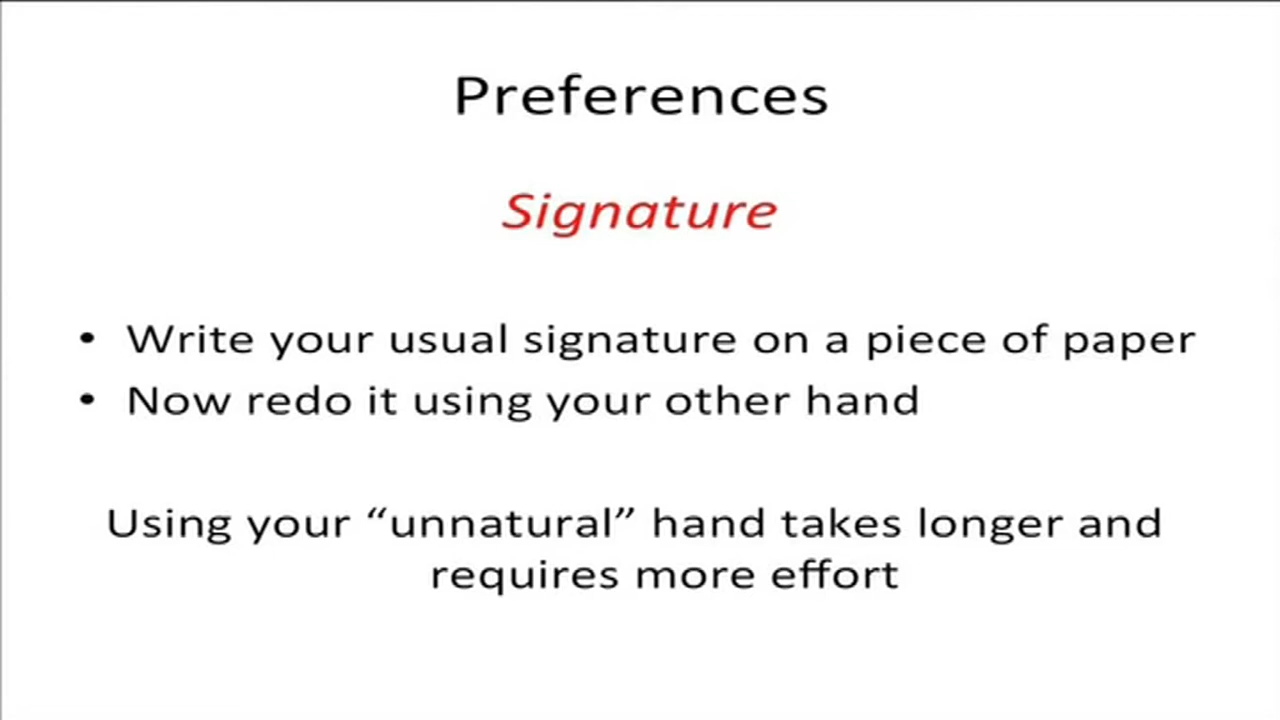 Preferences
Signature
• Write your usual signature on a piece of paper
• Now redo it using your other hand
Using your “unnatural” hand takes longer and
requires more effort